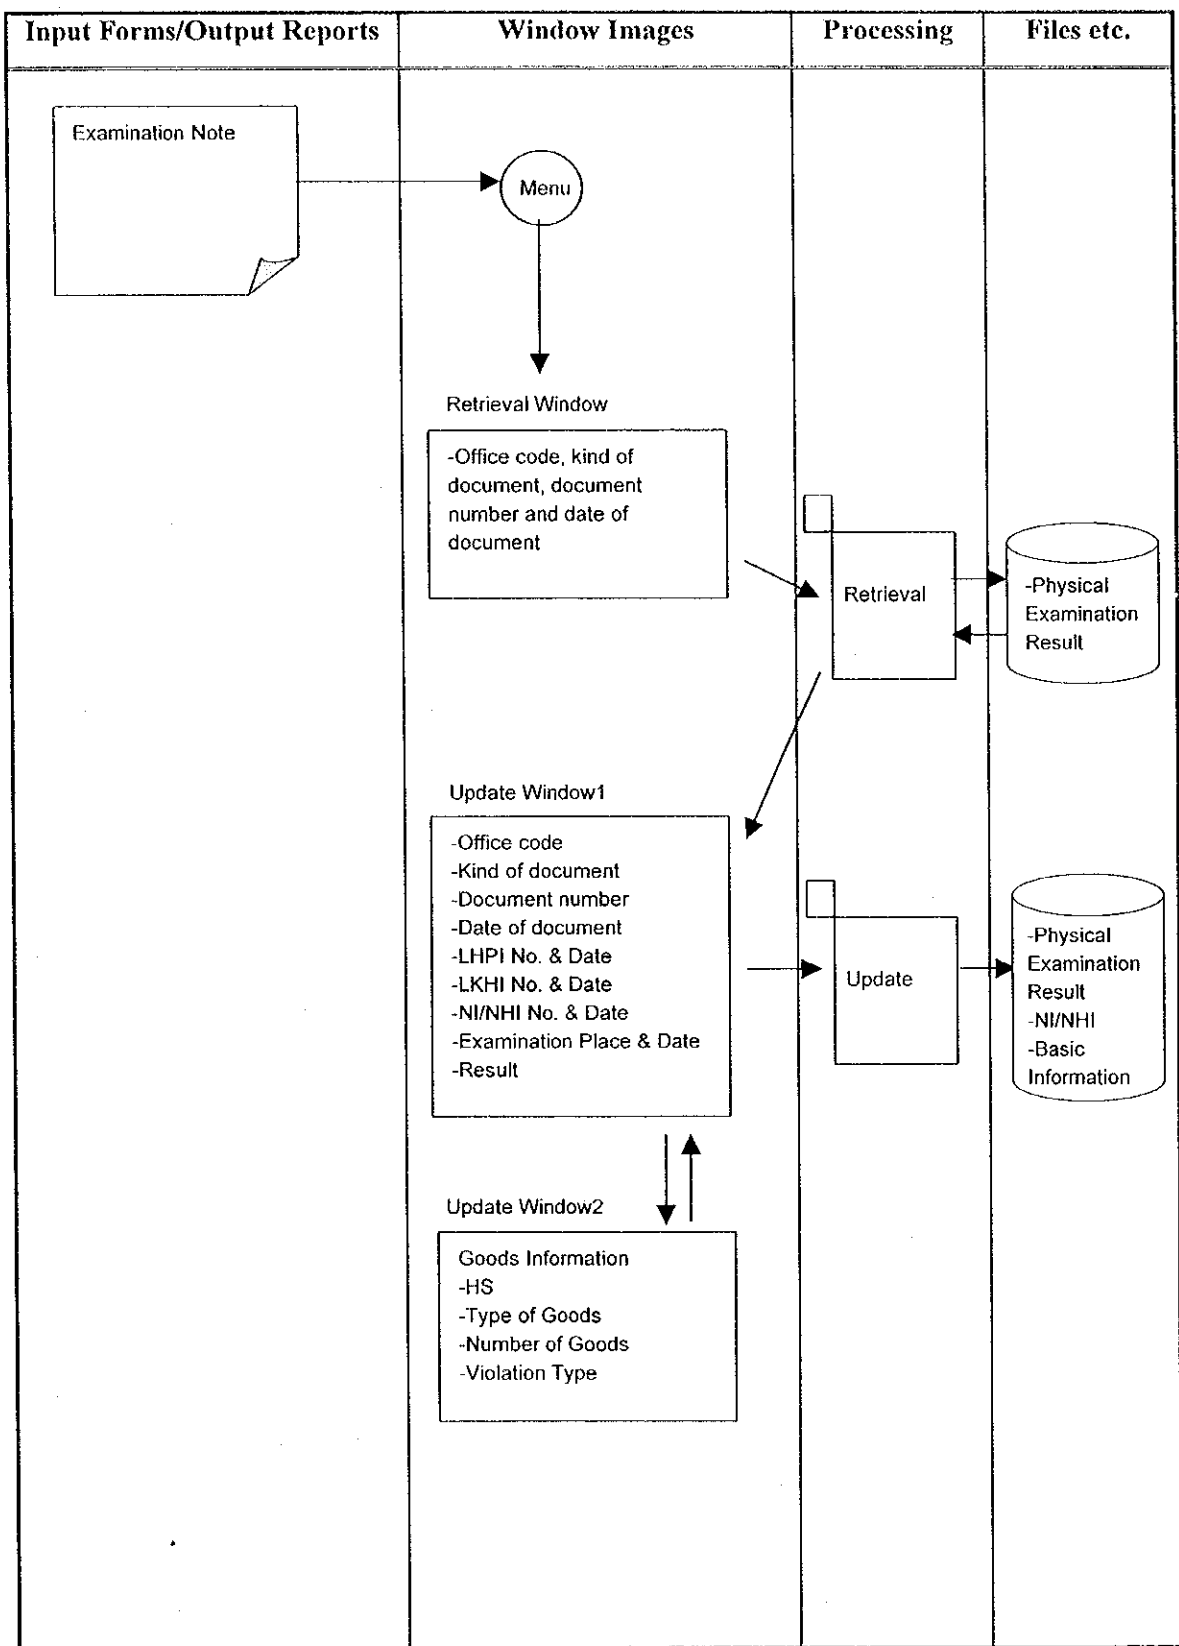 Input Forms/Output Reports
Window Images
Processing
Files etc.
Examination Note
Menu
Retrieval Window
-Office code, kind of
document, document
number and date of
document
Retrieval
-Physical
Examination
Result
Update Window1
-Office code
-Kind of document
-Document number
-Date of document
-LHPI No. & Date
-LKHI No. & Date
-NI/NHI No. & Date
-Examination Place & Date
-Result
Update
-Physical
Examination
Result
-NI/NHI
-Basic
Information
Update Window2
Goods Information
-HS
-Type of Goods
-Number of Goods
-Violation Type